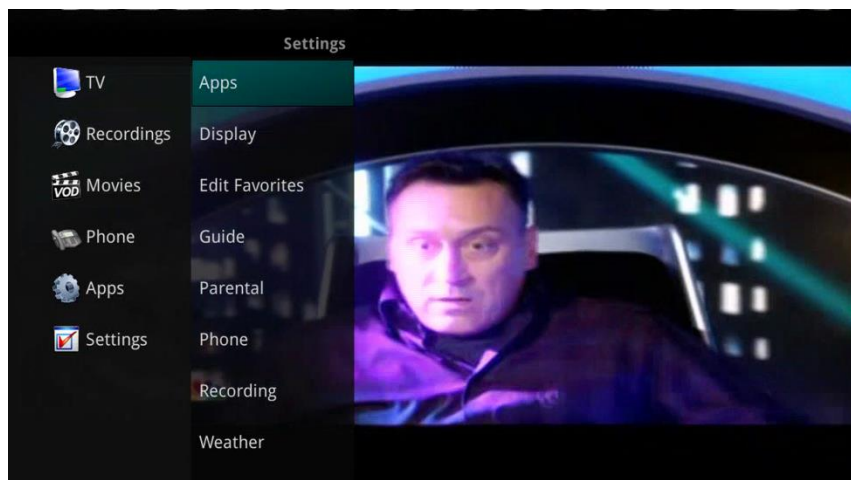 Settings
TV
Recordings
VOD
Movies
Phone
Apps
Settings
Apps
Display
Edit Favorites
Guide
Parental
Phone
Recording
Weather